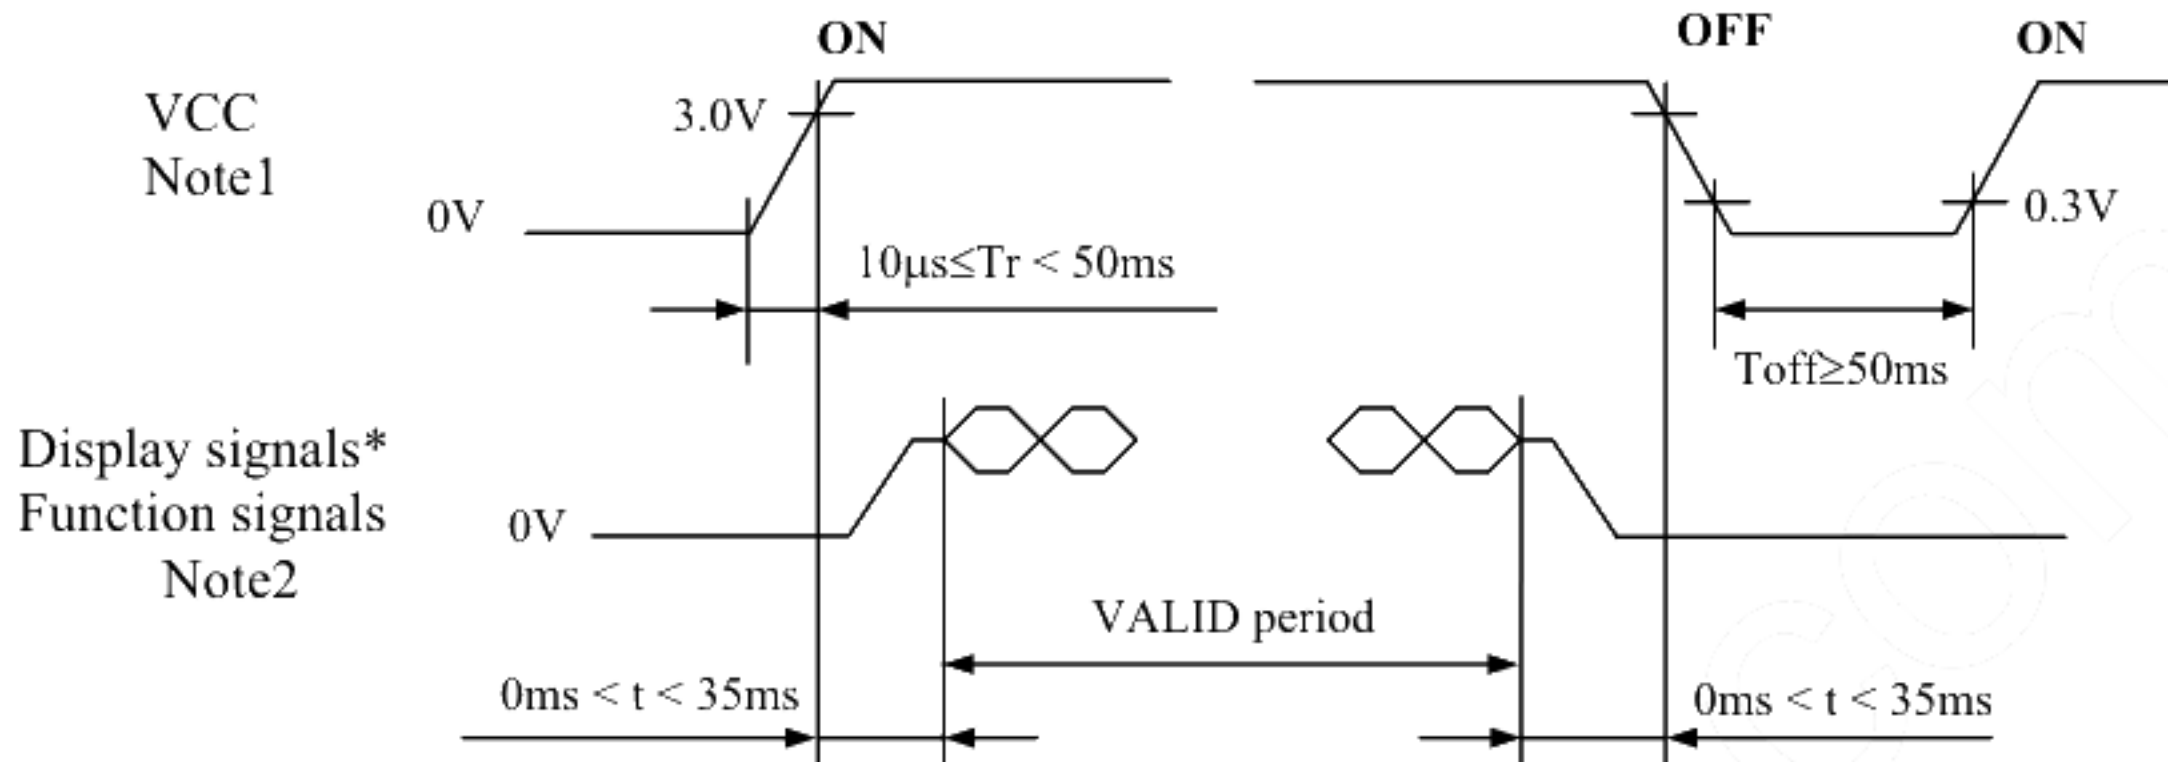 ON
OFF
ON
VCC
Note1
3.0V
0V
0.3V
10μs≤Tr < 50ms
Toff≥50ms
Display signals*
Function signals
Note2
0V
VALID period
0ms < t < 35ms
0ms < t < 35ms
com